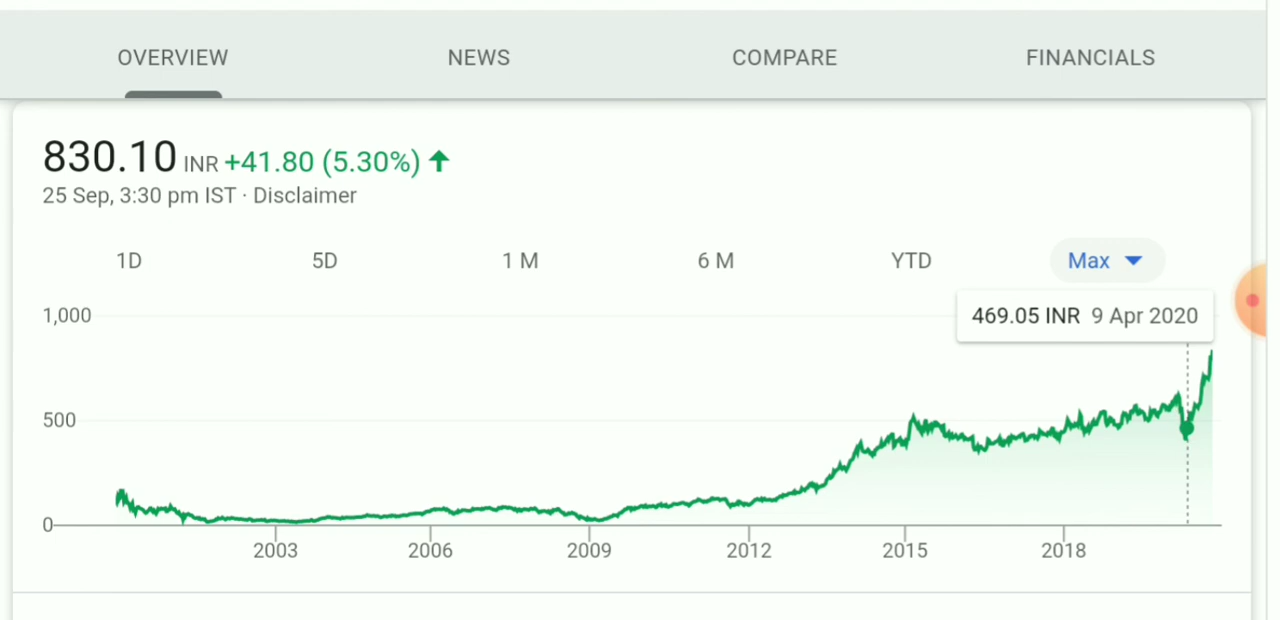 OVERVIEW NEWS COMPARE FINANCIALS
830.10 INR +41.80 (5.30%)
25 Sep, 3:30 pm IST · Disclaimer
1D 5D 1 M 6 M YTD Max
469.05 INR 9 Apr 2020
1,000
500
0
2003 2006 2009 2012 2015 2018